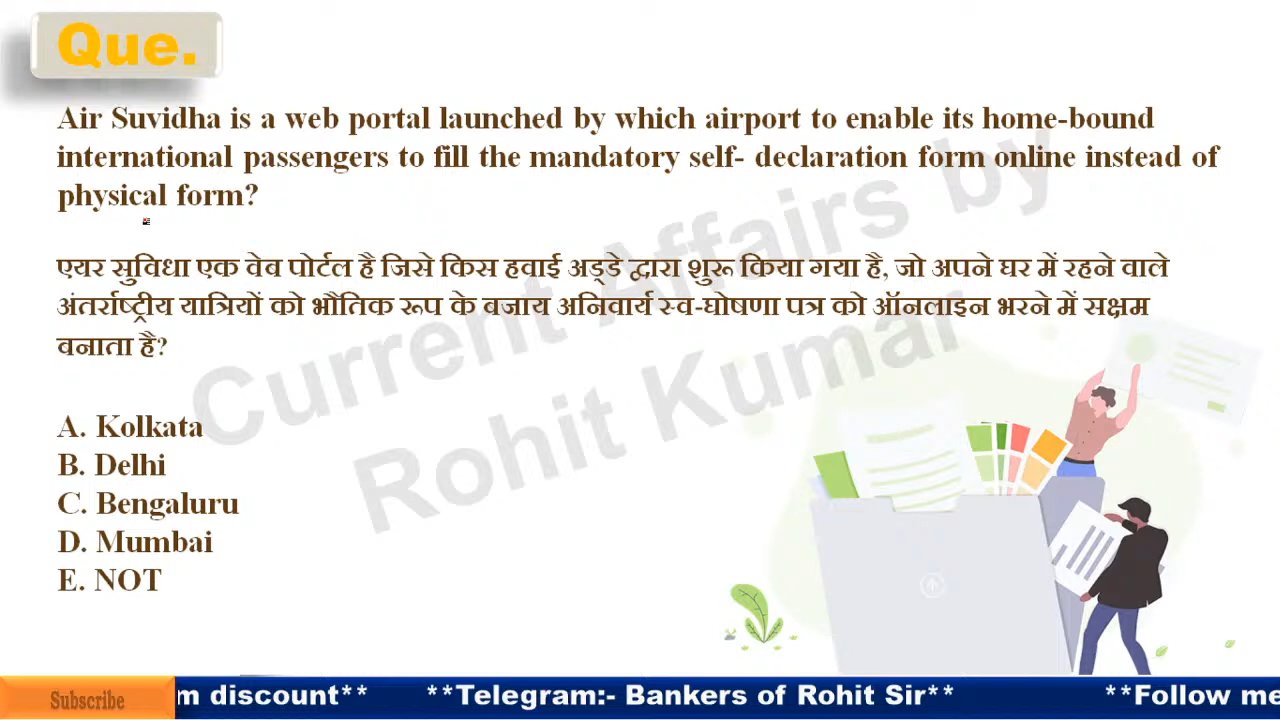 Que.
Air Suvidha is a web portal launched by which airport to enable its home-bound
international passengers to fill the mandatory self- declaration form online instead of
physical form?
एयर सुविधा एक वेब पोर्टल है जिसे किस हवाई अड्डे द्वारा शुरू किया गया है, जो अपने घर में रहने वाले
अंतर्राष्ट्रीय यात्रियों को भौतिक रूप के बजाय अनिवार्य स्व-घोषणा पत्र को ऑनलाइन भरने में सक्षम
बनाता है?
Current Affairs by
Rohit Kumar
A. Kolkata
B. Delhi
C. Bengaluru
D. Mumbai
E. NOT
Subscribe
m discount** **Telegram:- Bankers of Rohit Sir** **Follow me